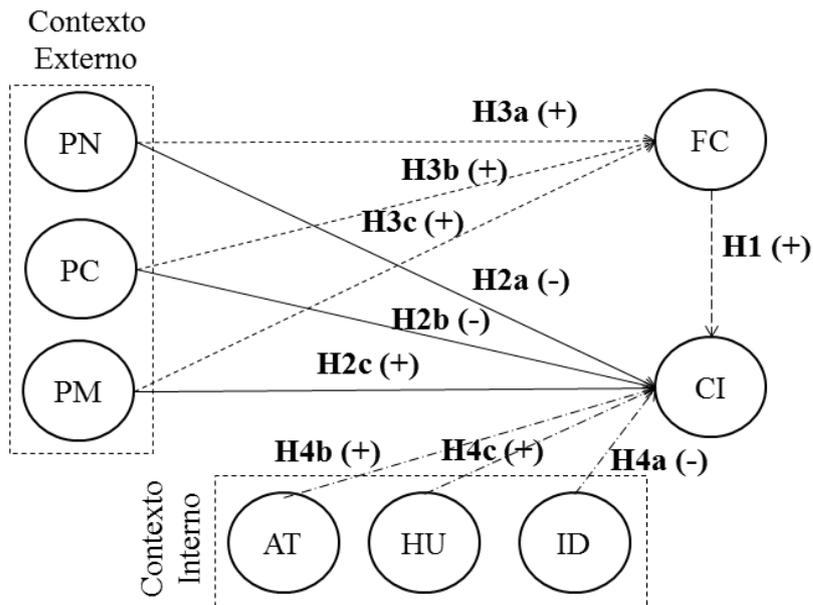 Contexto
Externo
PN
H3a (+)
FC
H3b (+)
H3c (+)
H1 (+)
PC
H2a (-)
H2b (-)
H2c (+)
PM
CI
H4b (+)
H4c (+)
H4a (-)
Contexto
Interno
AT
HU
ID